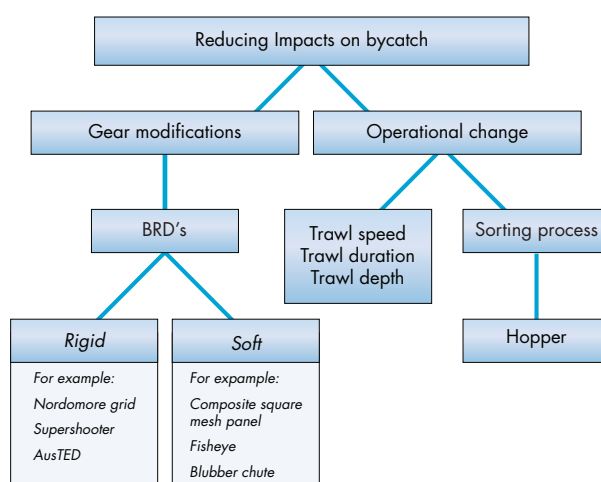 Reducing Impacts on bycatch
Gear modifications
Operational change
BRD's
Trawl speed
Trawl duration
Trawl depth
Sorting process
Rigid
For example:
Nordomore grid
Supershooter
AusTED
Soft
For expample:
Composite square
mesh panel
Fisheye
Blubber chute
Hopper